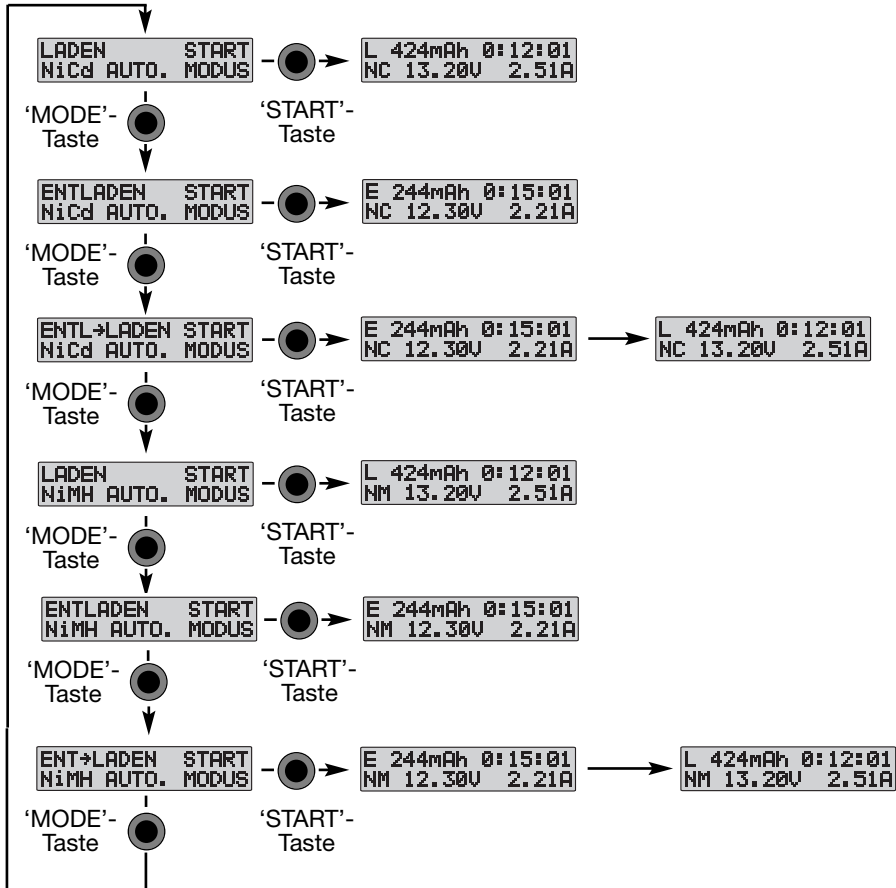 LADEN START
NiCd AUTO. MODUS
L 424mAh 0:12:01
NC 13.20V 2.51A
‘MODE’-
Taste
‘START’-
Taste
ENTLADEN START
NiCd AUTO. MODUS
E 244mAh 0:15:01
NC 12.30V 2.21A
‘MODE’-
Taste
‘START’-
Taste
ENTL→LADEN START
NiCd AUTO. MODUS
E 244mAh 0:15:01
NC 12.30V 2.21A
L 424mAh 0:12:01
NC 13.20V 2.51A
‘MODE’-
Taste
‘START’-
Taste
LADEN START
NiMH AUTO. MODUS
L 424mAh 0:12:01
NM 13.20V 2.51A
‘MODE’-
Taste
‘START’-
Taste
ENTLADEN START
NiMH AUTO. MODUS
E 244mAh 0:15:01
NM 12.30V 2.21A
‘MODE’-
Taste
‘START’-
Taste
ENT→LADEN START
NiMH AUTO. MODUS
E 244mAh 0:15:01
NM 12.30V 2.21A
L 424mAh 0:12:01
NM 13.20V 2.51A
‘MODE’-
Taste
‘START’-
Taste